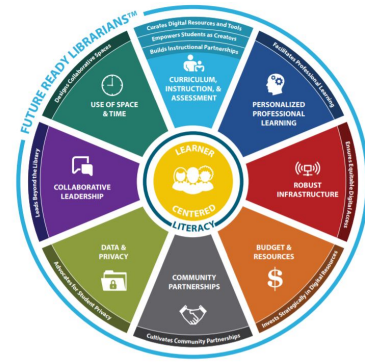 FUTURE READY LIBRARIANS™
Curates Digital Resources and Tools
Empowers Students as Creators
Builds Instructional Partnerships
CURRICULUM,
INSTRUCTION, &
ASSESSMENT
Facilitates Professional Learning
PERSONALIZED
PROFESSIONAL
LEARNING
Ensures Equitable Digital Access
ROBUST
INFRASTRUCTURE
Invests Strategically in Digital Resources
BUDGET &
RESOURCES
$
Cultivates Community Partnerships
COMMUNITY
PARTNERSHIPS
Advocates for Student Privacy
DATA &
PRIVACY
Leads Beyond the Library
COLLABORATIVE
LEADERSHIP
Designs Collaborative Spaces
USE OF SPACE
& TIME
LEARNER
CENTERED
LITERACY